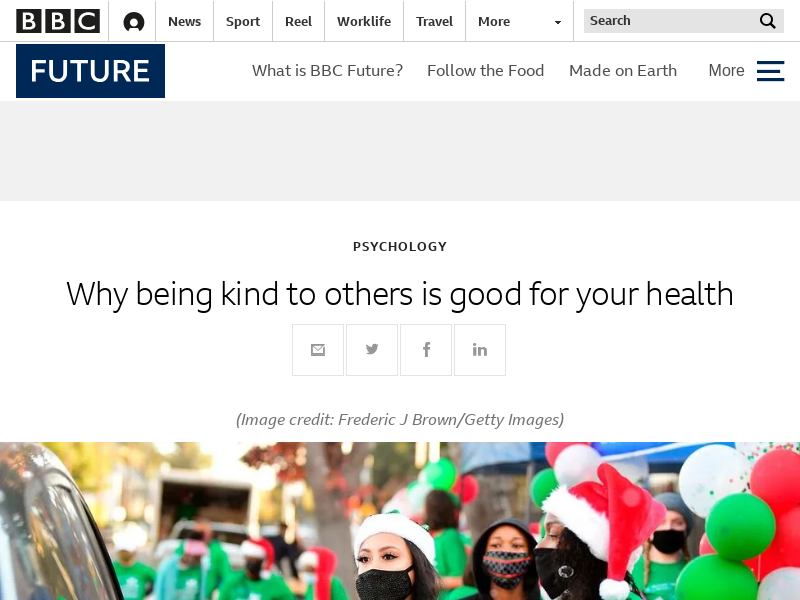 BBC
News
Sport
Reel
Worklife
Travel
More
Search
FUTURE
What is BBC Future?
Follow the Food
Made on Earth
More
PSYCHOLOGY
Why being kind to others is good for your health
(Image credit: Frederic J Brown/Getty Images)